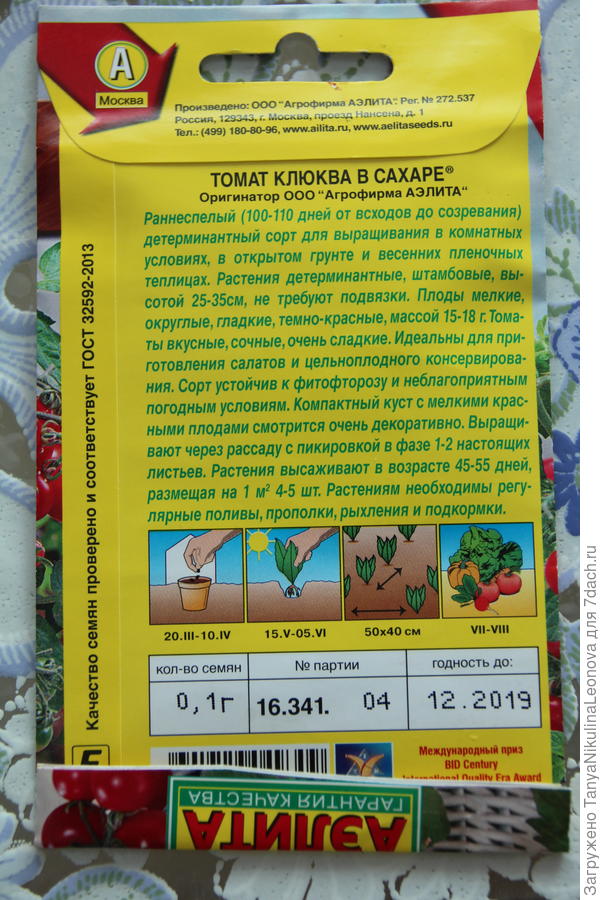 А
Москва
Произведено: ООО "Агрофирма АЭЛИТА". Рег. № 272.537
Россия, 129343, г. Москва, проезд Нансена, д. 1
Тел.: (499) 180-80-96, www.ailita.ru, www.aelitaseeds.ru
ТОМАТ КЛЮКВА В САХАРЕ®
Оригинатор ООО "Агрофирма АЭЛИТА"
Раннеспелый (100-110 дней от всходов до созревания)
детерминантный сорт для выращивания в комнатных
условиях, в открытом грунте и весенних пленочных
теплицах. Растения детерминантные, штамбовые, вы-
сотой 25-35см, не требуют подвязки. Плоды мелкие,
округлые, гладкие, темно-красные, массой 15-18 г. Тома-
ты вкусные, сочные, очень сладкие. Идеальны для при-
готовления салатов и цельноплодного консервирова-
ния. Сорт устойчив к фитофторозу и неблагоприятным
погодным условиям. Компактный куст с мелкими крас-
ными плодами смотрится очень декоративно. Выращи-
вают через рассаду с пикировкой в фазе 1-2 настоящих
листьев. Растения высаживают в возрасте 45-55 дней,
размещая на 1 м² 4-5 шт. Растениям необходимы регу-
лярные поливы, прополки, рыхления и подкормки.
20.III-10.IV
15.V-05.VI
50х40 см
VII-VIII
кол-во семян
№ партии
годность до:
0,1г
16.341. 04
12.2019
Качество семян проверено и соответствует ГОСТ 32592-2013
Международный приз
BID Century
International Quality Era Award
ГАРАНТИЯ КАЧЕСТВА
АЭЛИТА
Загружено TanyaNikulinaLeonova для 7dach.ru